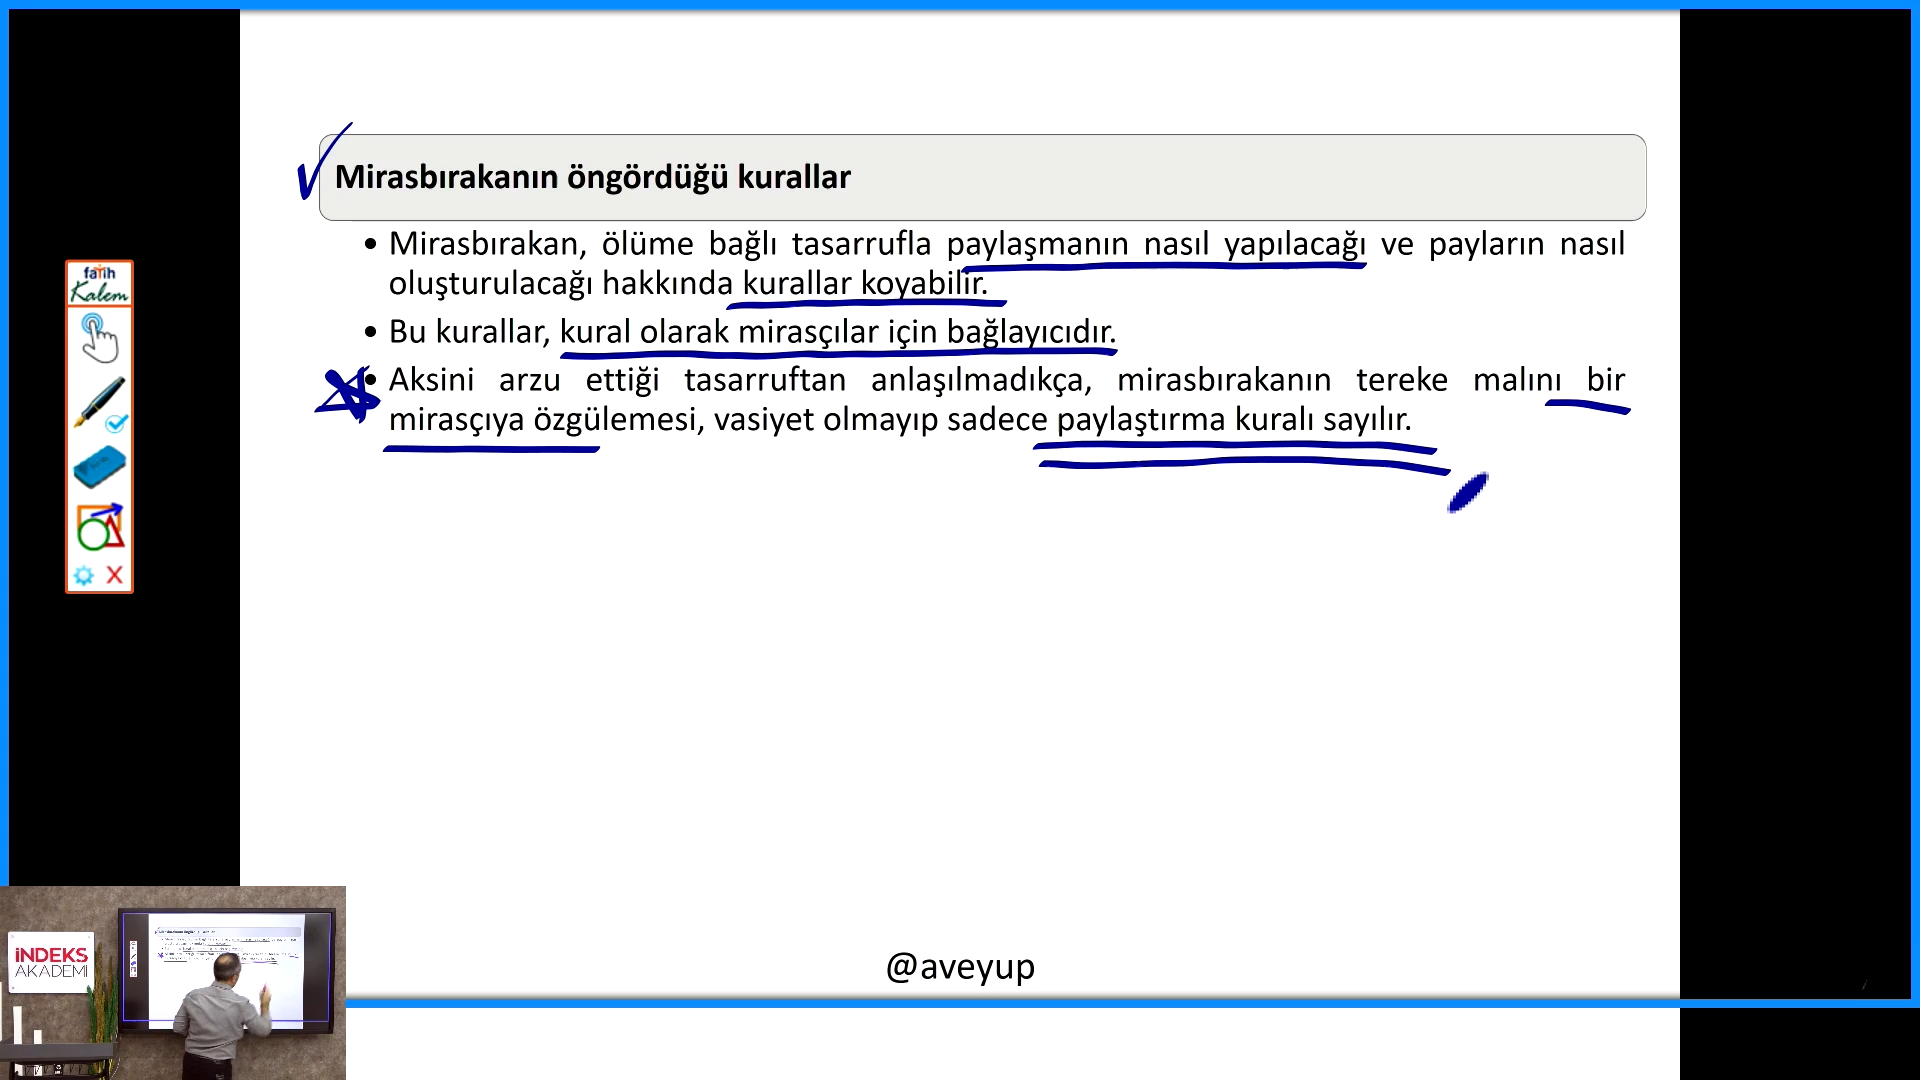 Mirasbırakanın öngördüğü kurallar
• Mirasbırakan, ölüme bağlı tasarrufla paylaşmanın nasıl yapılacağı ve payların nasıl
oluşturulacağı hakkında kurallar koyabilir.
• Bu kurallar, kural olarak mirasçılar için bağlayıcıdır.
• Aksini arzu ettiği tasarruftan anlaşılmadıkça, mirasbırakanın tereke malını bir
mirasçıya özgülemesi, vasiyet olmayıp sadece paylaştırma kuralı sayılır.
fatih
Kalem
X
İNDEKS
AKADEMİ
@aveyup